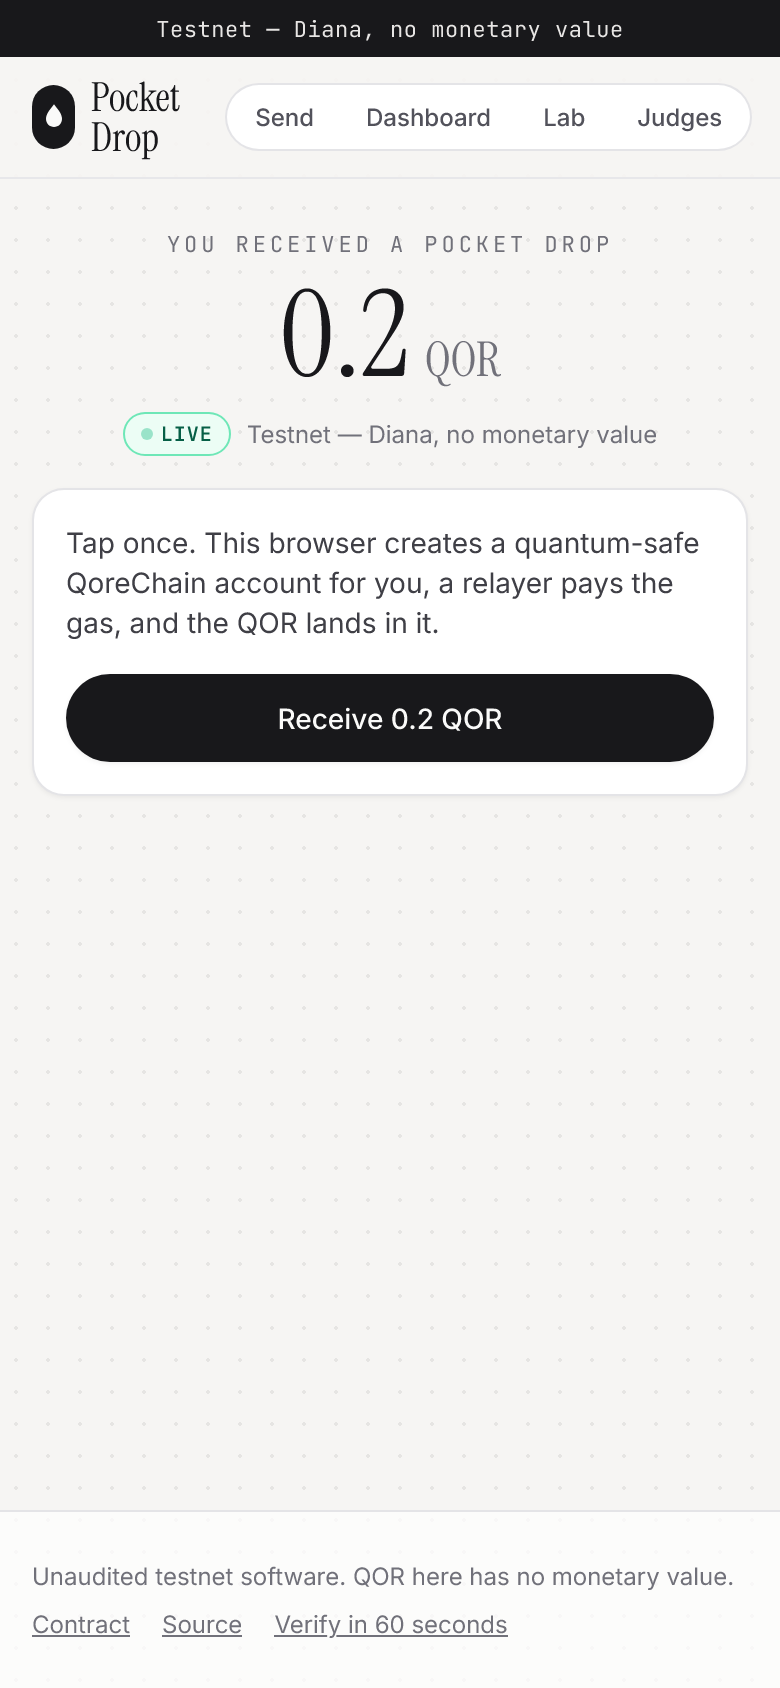 Testnet — Diana, no monetary value
Pocket
Drop
Send Dashboard Lab Judges
YOU RECEIVED A POCKET DROP
0.2 QOR
LIVE Testnet — Diana, no monetary value
Tap once. This browser creates a quantum-safe
QoreChain account for you, a relayer pays the
gas, and the QOR lands in it.
Receive 0.2 QOR
Unaudited testnet software. QOR here has no monetary value.
Contract Source Verify in 60 seconds